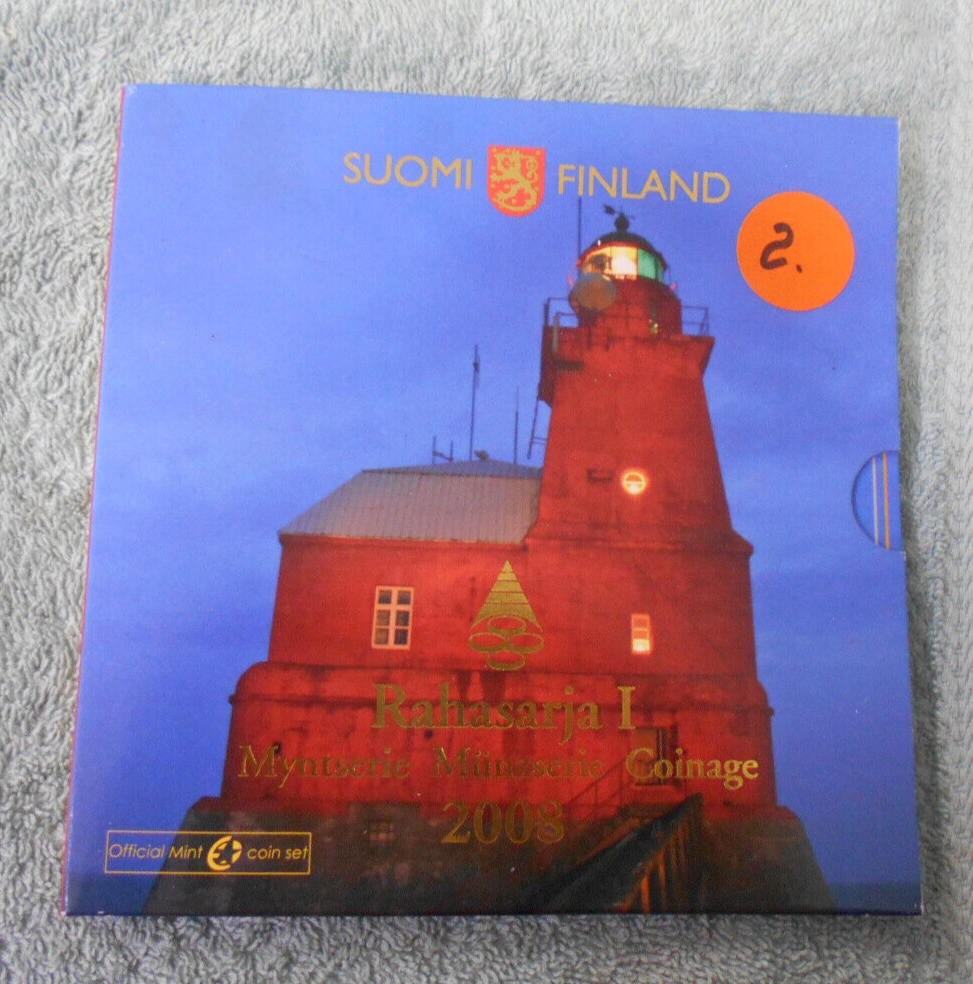 SUOMI FINLAND
2.
Rahasarja I
Myntserie Münzserie Coinage
2008
Official Mint coin set